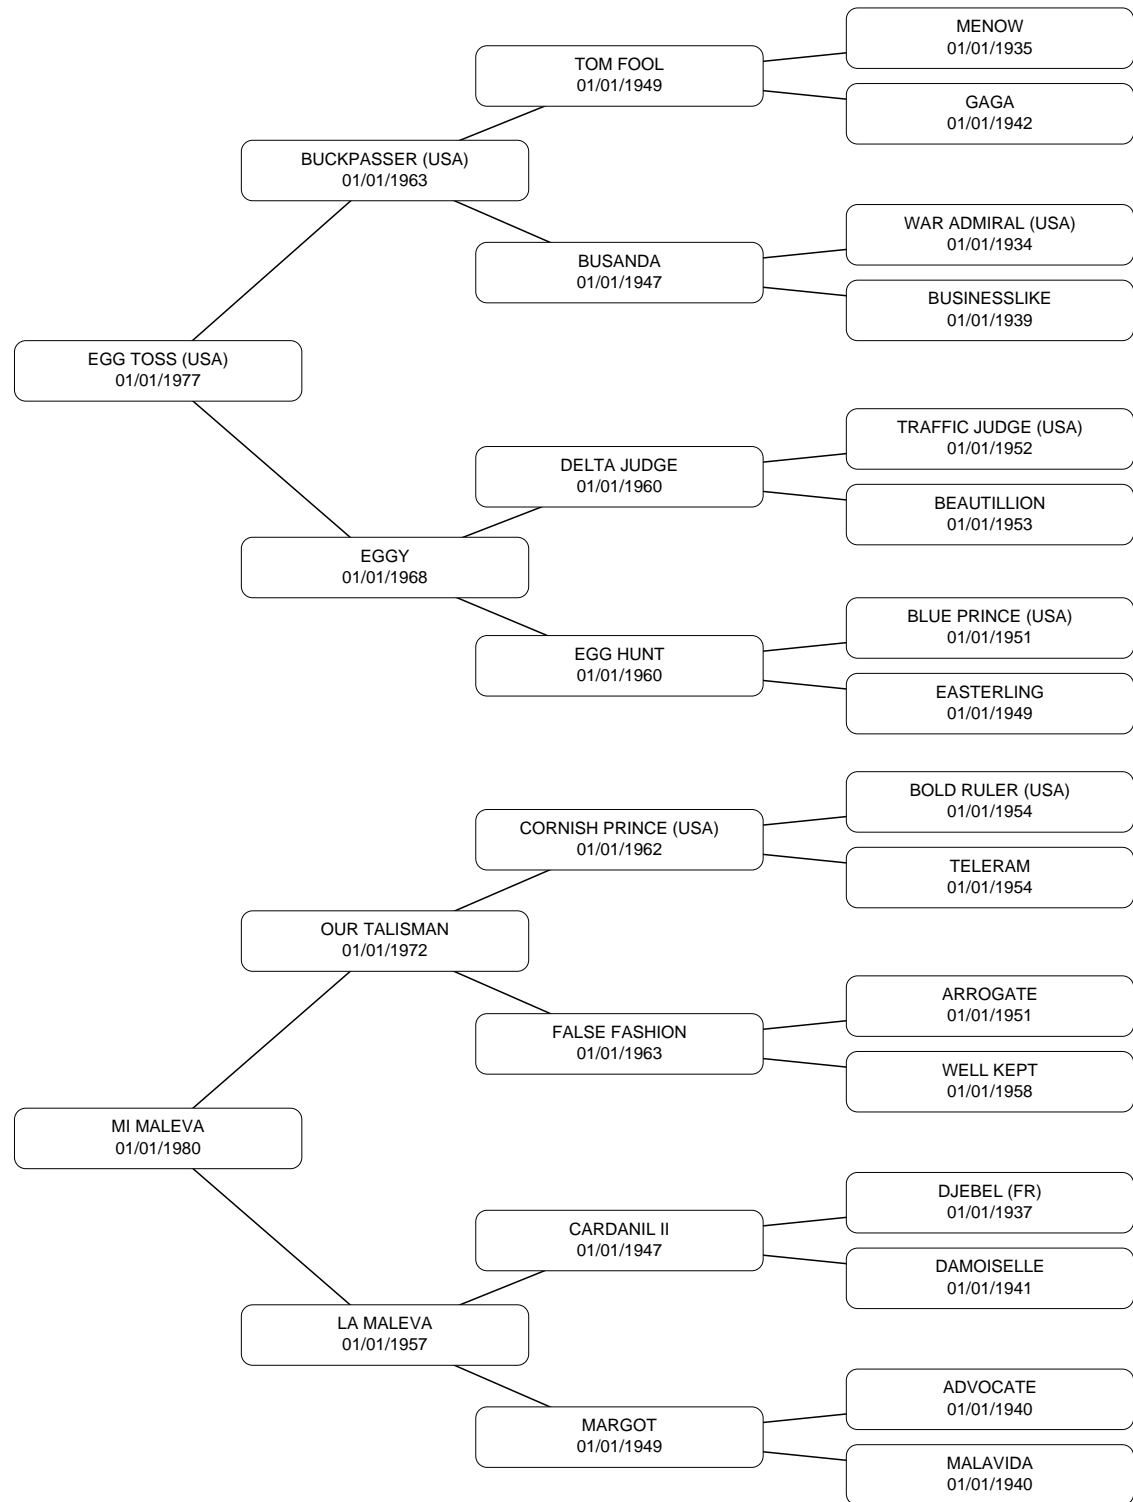 MENOW
01/01/1935
TOM FOOL
01/01/1949
GAGA
01/01/1942
BUCKPASSER (USA)
01/01/1963
WAR ADMIRAL (USA)
01/01/1934
BUSANDA
01/01/1947
BUSINESSLIKE
01/01/1939
EGG TOSS (USA)
01/01/1977
TRAFFIC JUDGE (USA)
01/01/1952
DELTA JUDGE
01/01/1960
BEAUTILLION
01/01/1953
EGGY
01/01/1968
BLUE PRINCE (USA)
01/01/1951
EGG HUNT
01/01/1960
EASTERLING
01/01/1949
BOLD RULER (USA)
01/01/1954
CORNISH PRINCE (USA)
01/01/1962
TELERAM
01/01/1954
OUR TALISMAN
01/01/1972
ARROGATE
01/01/1951
FALSE FASHION
01/01/1963
WELL KEPT
01/01/1958
MI MALEVA
01/01/1980
DJEBEL (FR)
01/01/1937
CARDANIL II
01/01/1947
DAMOISELLE
01/01/1941
LA MALEVA
01/01/1957
ADVOCATE
01/01/1940
MARGOT
01/01/1949
MALAVIDA
01/01/1940